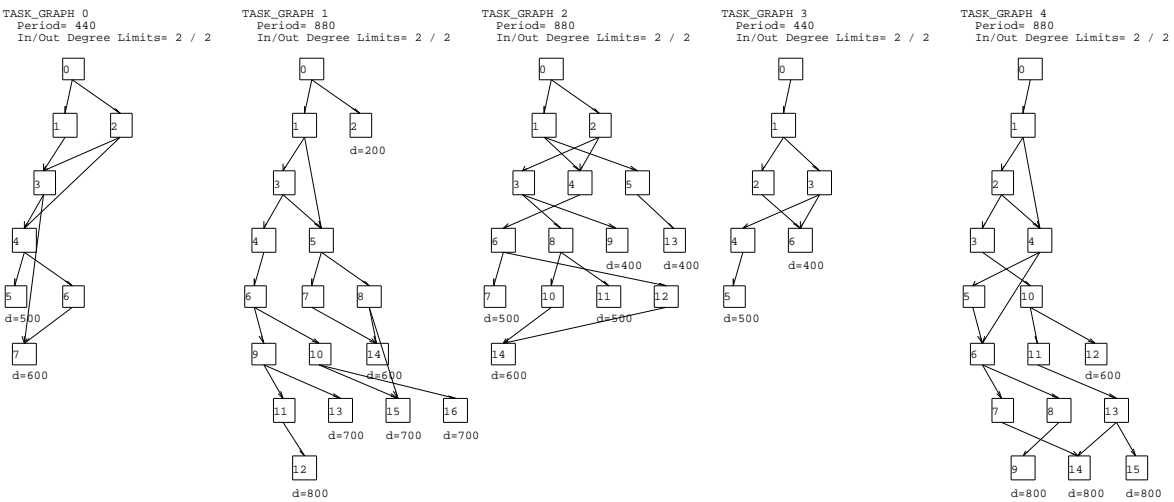 TASK_GRAPH 0
Period= 440
In/Out Degree Limits= 2 / 2
0
1
2
3
4
5
6
d=500
7
d=600
TASK_GRAPH 1
Period= 880
In/Out Degree Limits= 2 / 2
0
1
2
d=200
3
4
5
6
7
8
9
10
14
d=600
11
13
15
16
d=700
d=700
d=700
12
d=800
TASK_GRAPH 2
Period= 880
In/Out Degree Limits= 2 / 2
0
1
2
3
4
5
6
8
9
13
d=400
d=400
7
10
11
12
d=500
d=500
14
d=600
TASK_GRAPH 3
Period= 440
In/Out Degree Limits= 2 / 2
0
1
2
3
4
6
d=400
5
d=500
TASK_GRAPH 4
Period= 880
In/Out Degree Limits= 2 / 2
0
1
2
3
4
5
10
6
11
12
d=600
7
8
13
9
14
15
d=800
d=800
d=800